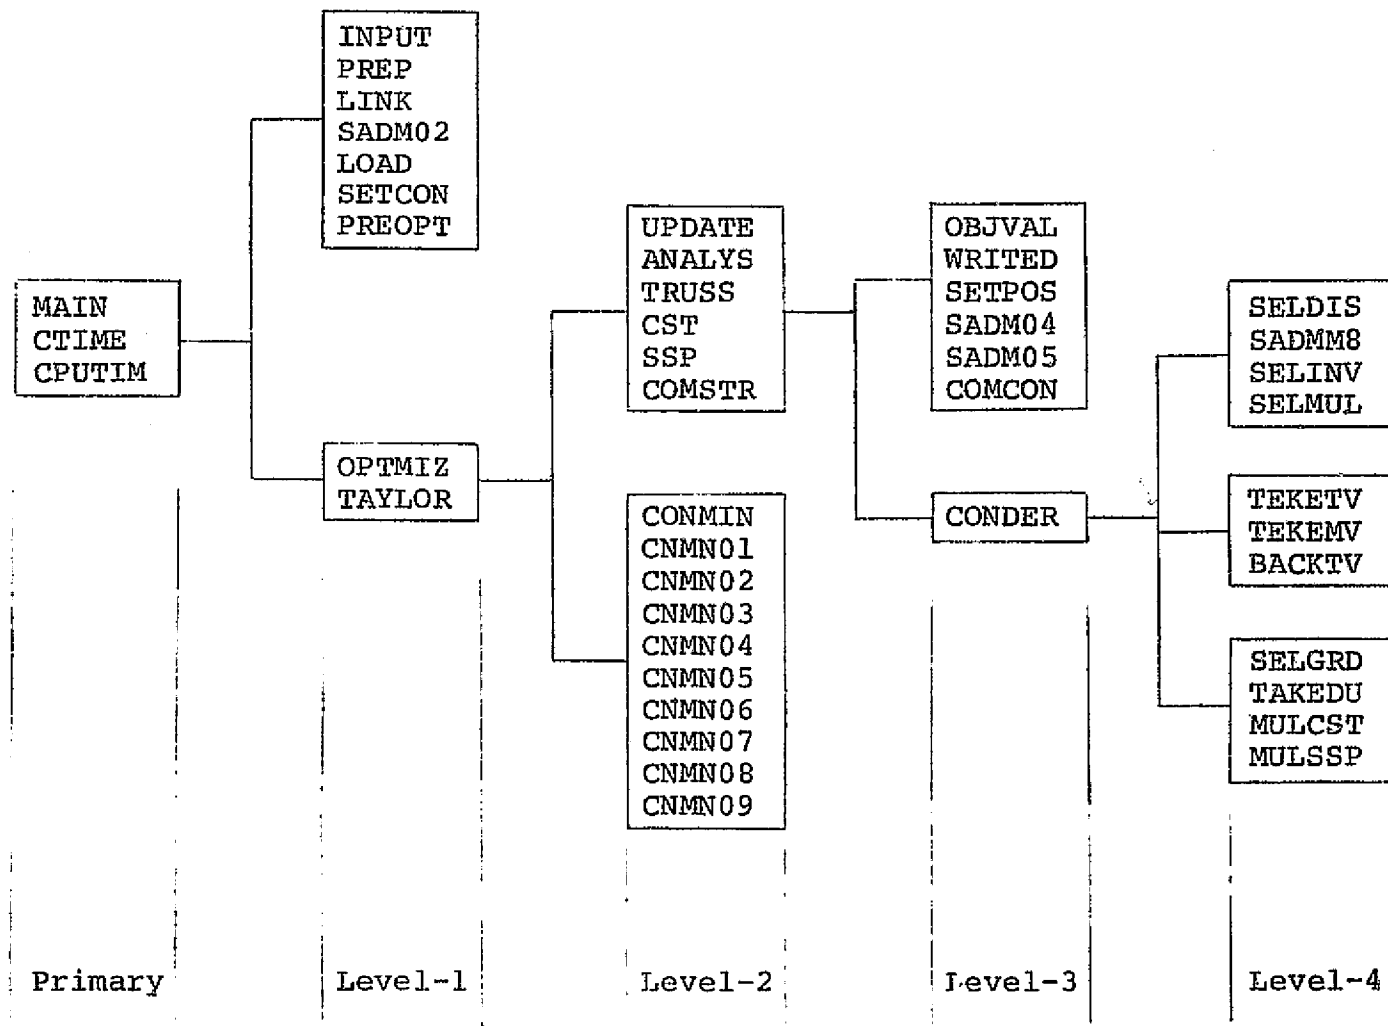 INPUT
PREP
LINK
SADM02
LOAD
SETCON
PREOPT
MAIN
CTIME
CPUTIM
OPTMIZ
TAYLOR
UPDATE
ANALYS
TRUSS
CST
SSP
COMSTR
CONMIN
CNMN01
CNMN02
CNMN03
CNMN04
CNMN05
CNMN06
CNMN07
CNMN08
CNMN09
OBJVAL
WRITED
SETPOS
SADM04
SADM05
COMCON
CONDER
SELDIS
SADMM8
SELINV
SELMUL
TEKETV
TEKEMV
BACKTV
SELGRD
TAKEDU
MULCST
MULSSP
Primary
Level-1
Level-2
Level-3
Level-4